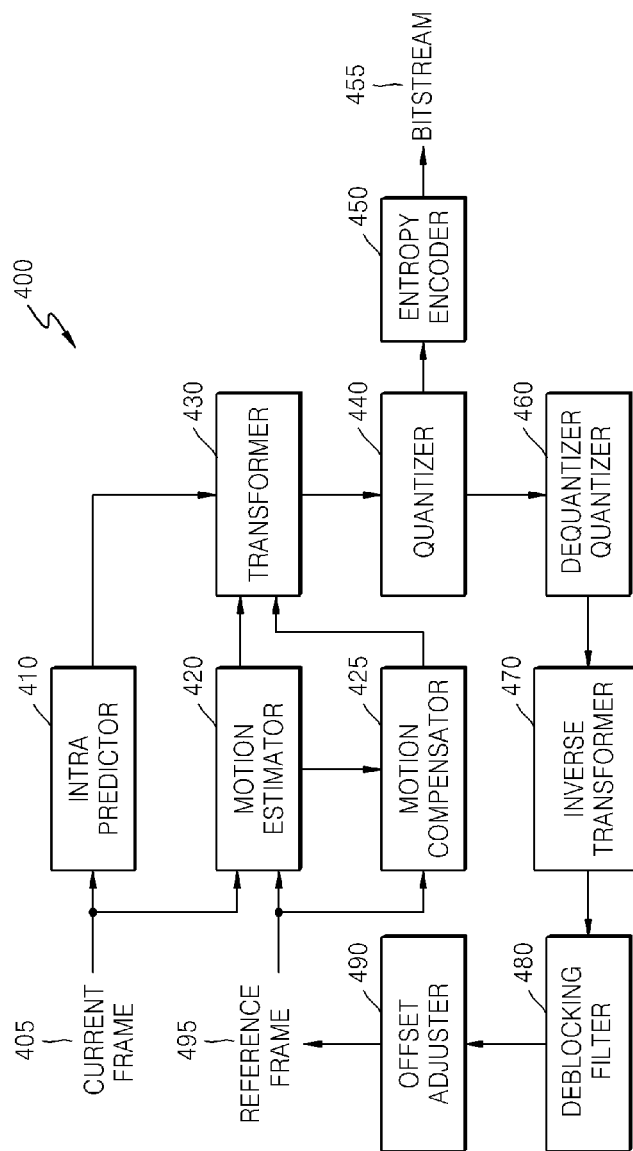 400
405
CURRENT
FRAME
410
INTRA
PREDICTOR
495
REFERENCE
FRAME
420
MOTION
ESTIMATOR
430
TRANSFORMER
425
MOTION
COMPENSATOR
440
QUANTIZER
450
ENTROPY
ENCODER
455
BITSTREAM
490
OFFSET
ADJUSTER
480
DEBLOCKING
FILTER
470
INVERSE
TRANSFORMER
460
DEQUANTIZER
QUANTIZER